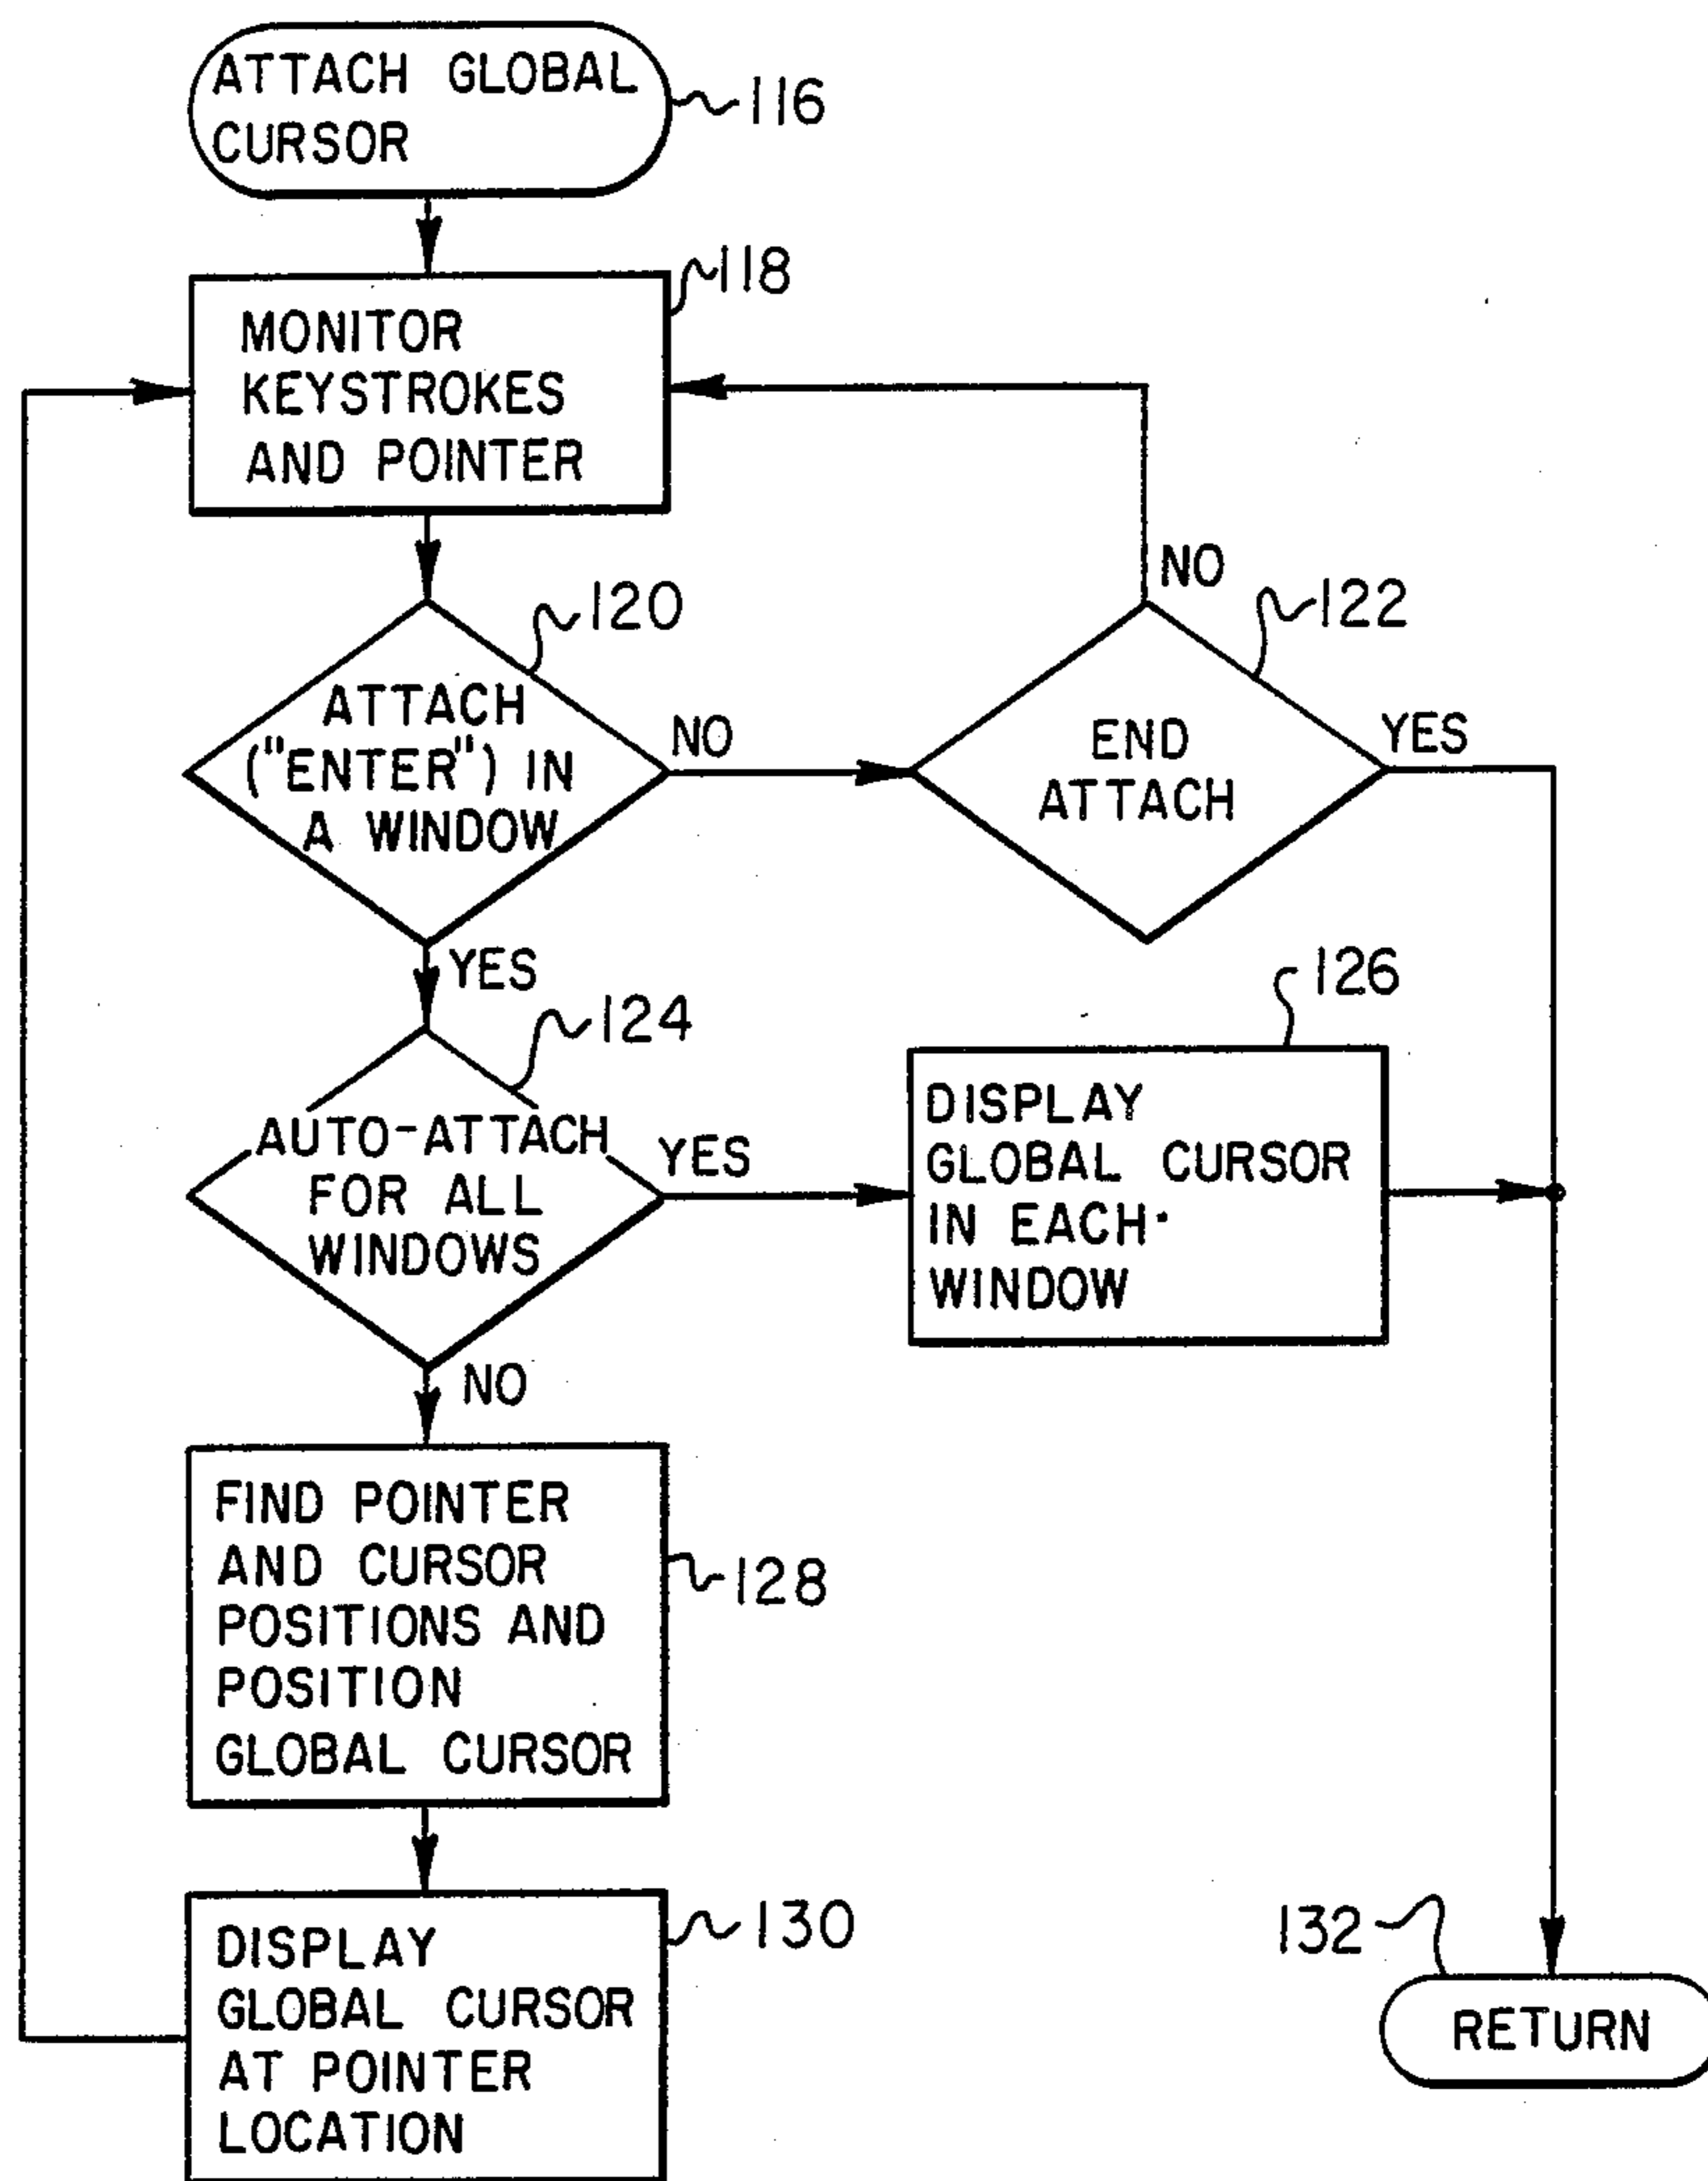 ATTACH GLOBAL
CURSOR
116
118
MONITOR
KEYSTROKES
AND POINTER
120
ATTACH
("ENTER") IN
A WINDOW
NO
YES
122
NO
END
ATTACH
YES
124
AUTO-ATTACH
FOR ALL
WINDOWS
YES
NO
126
DISPLAY
GLOBAL CURSOR
IN EACH
WINDOW
FIND POINTER
AND CURSOR
POSITIONS AND
POSITION
GLOBAL CURSOR
128
130
DISPLAY
GLOBAL CURSOR
AT POINTER
LOCATION
132
RETURN